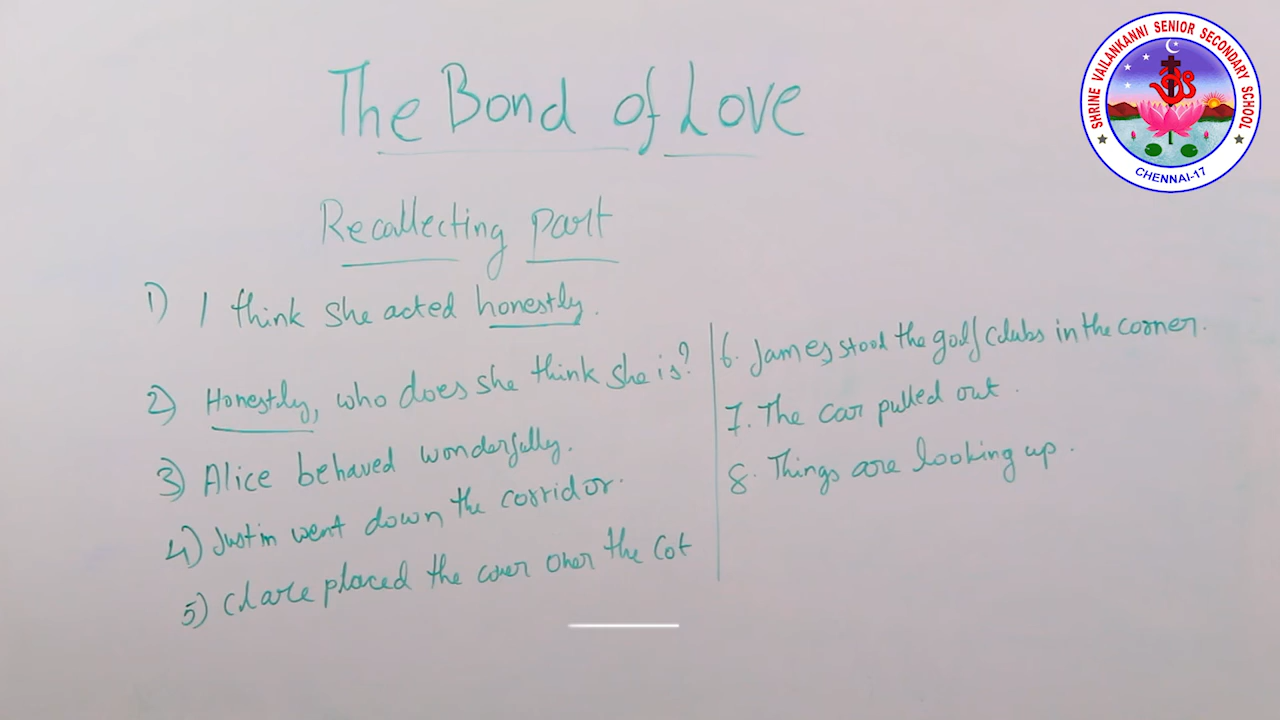 The Bond of Love
Recallecting part
1) I think she acted honestly.
2) Honestly, who does she think she is?
3) Alice behaved wonderfully.
4) Justin went down the corridor.
5) Clare placed the cover over the cot
6. James stood the golf clubs in the corner.
7. The car pulled out.
8. Things are looking up.
SHRINE VAILANKANNI SENIOR SECONDARY SCHOOL
CHENNAI-17